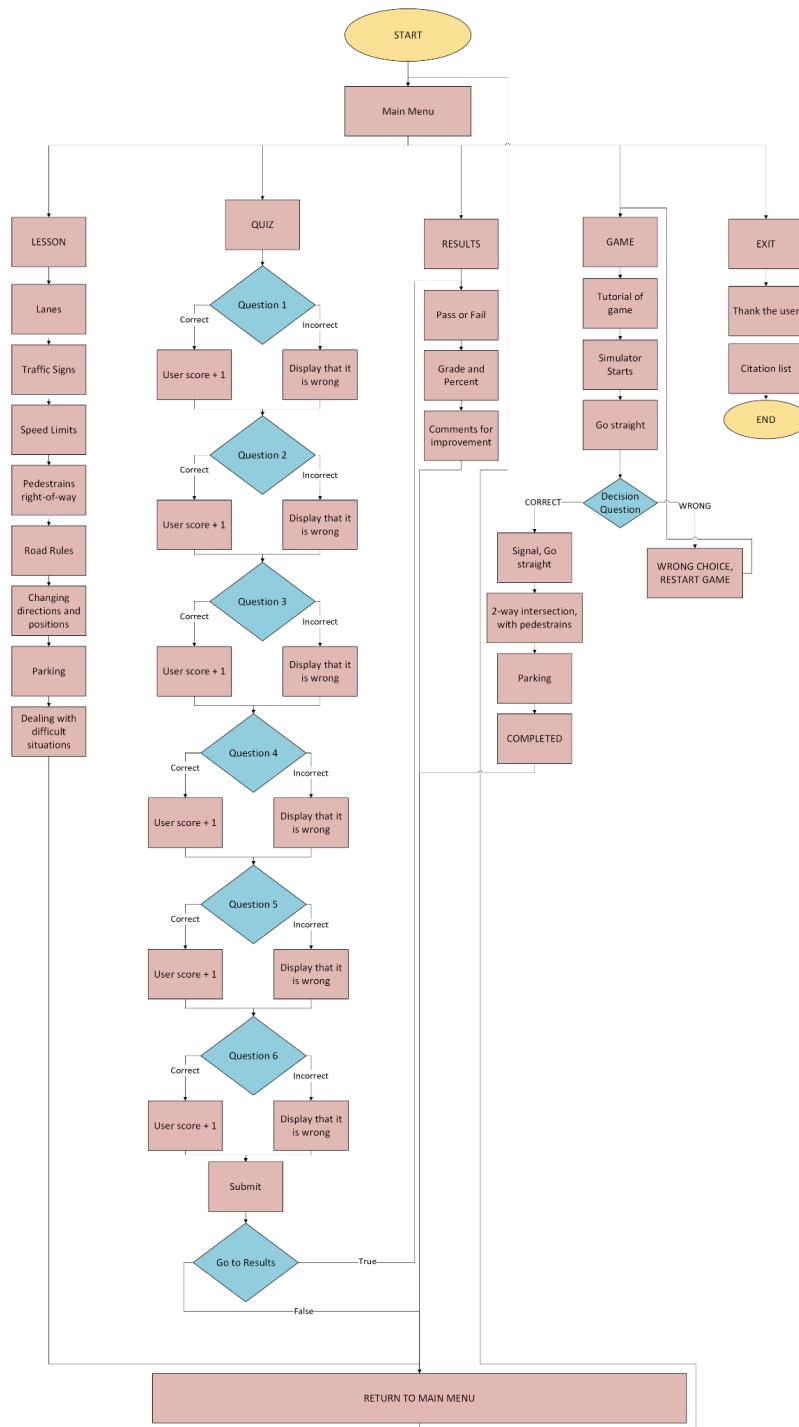 START
Main Menu
LESSON
Lanes
Traffic Signs
Speed Limits
Pedestrains
right-of-way
Road Rules
Changing
directions and
positions
Parking
Dealing with
difficult
situations
QUIZ
Question 1
Correct
Incorrect
User score + 1
Display that it
is wrong
Question 2
Correct
Incorrect
User score + 1
Display that it
is wrong
Question 3
Correct
Incorrect
User score + 1
Display that it
is wrong
Question 4
Correct
Incorrect
User score + 1
Display that it
is wrong
Question 5
Correct
Incorrect
User score + 1
Display that it
is wrong
Question 6
Correct
Incorrect
User score + 1
Display that it
is wrong
Submit
Go to Results
True
False
RESULTS
Pass or Fail
Grade and
Percent
Comments for
improvement
GAME
Tutorial of
game
Simulator
Starts
Go straight
Decision
Question
CORRECT
WRONG
Signal, Go
straight
2-way intersection,
with pedestrains
Parking
COMPLETED
WRONG CHOICE,
RESTART GAME
EXIT
Thank the user
Citation list
END
RETURN TO MAIN MENU